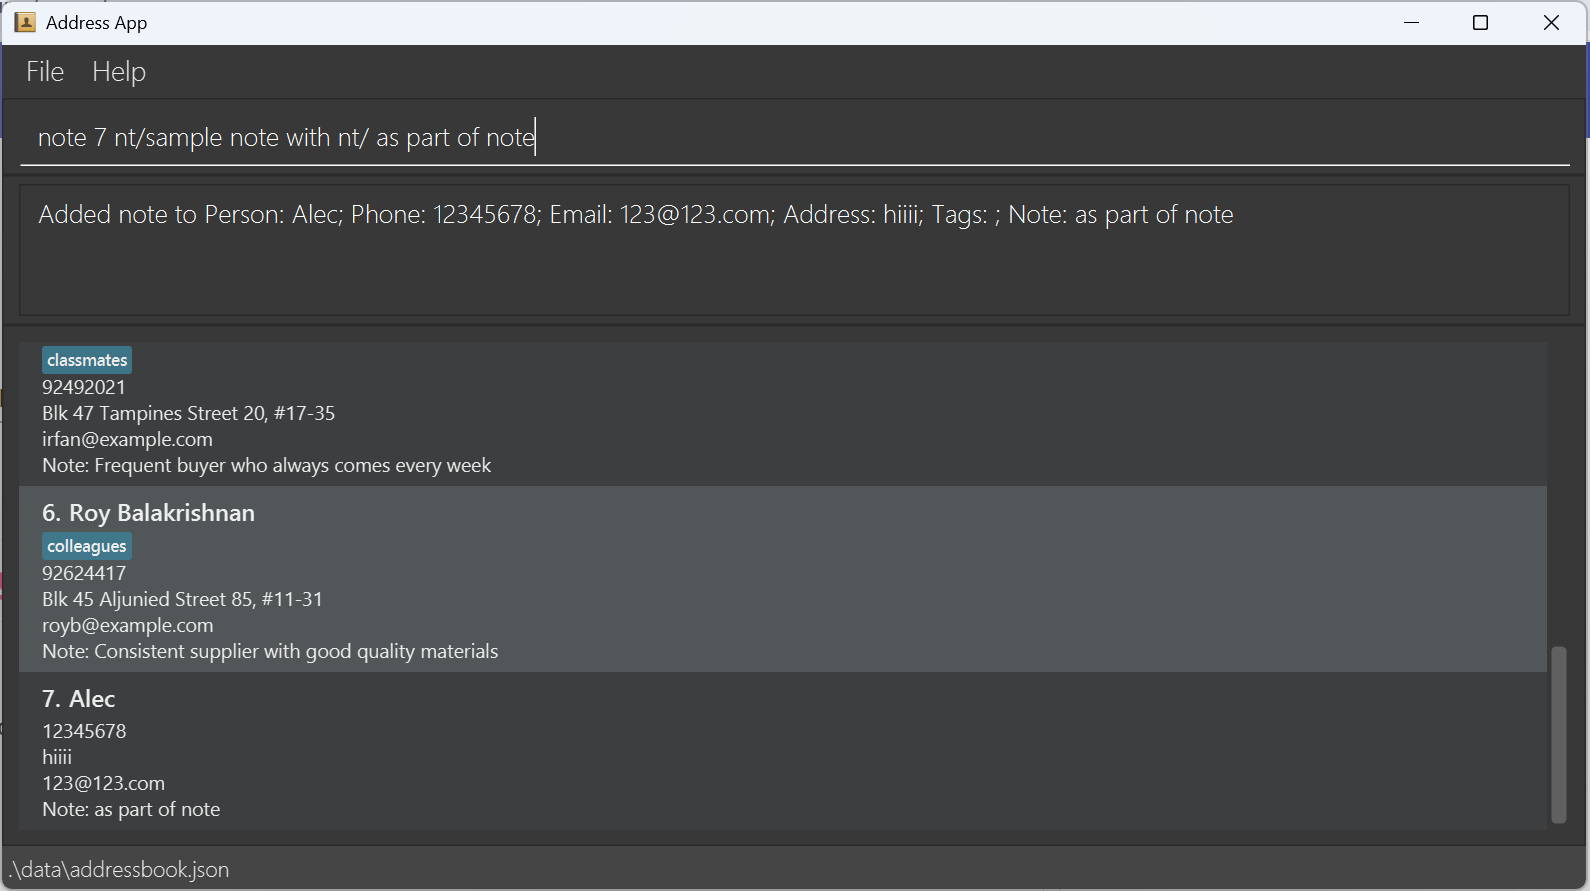 Address App
File Help
note 7 nt/sample note with nt/ as part of note
Added note to Person: Alec; Phone: 12345678; Email: 123@123.com; Address: hiiii; Tags: ; Note: as part of note
classmates
92492021
Blk 47 Tampines Street 20, #17-35
irfan@example.com
Note: Frequent buyer who always comes every week
6. Roy Balakrishnan
colleagues
92624417
Blk 45 Aljunied Street 85, #11-31
royb@example.com
Note: Consistent supplier with good quality materials
7. Alec
12345678
hiiii
123@123.com
Note: as part of note
.\data\addressbook.json